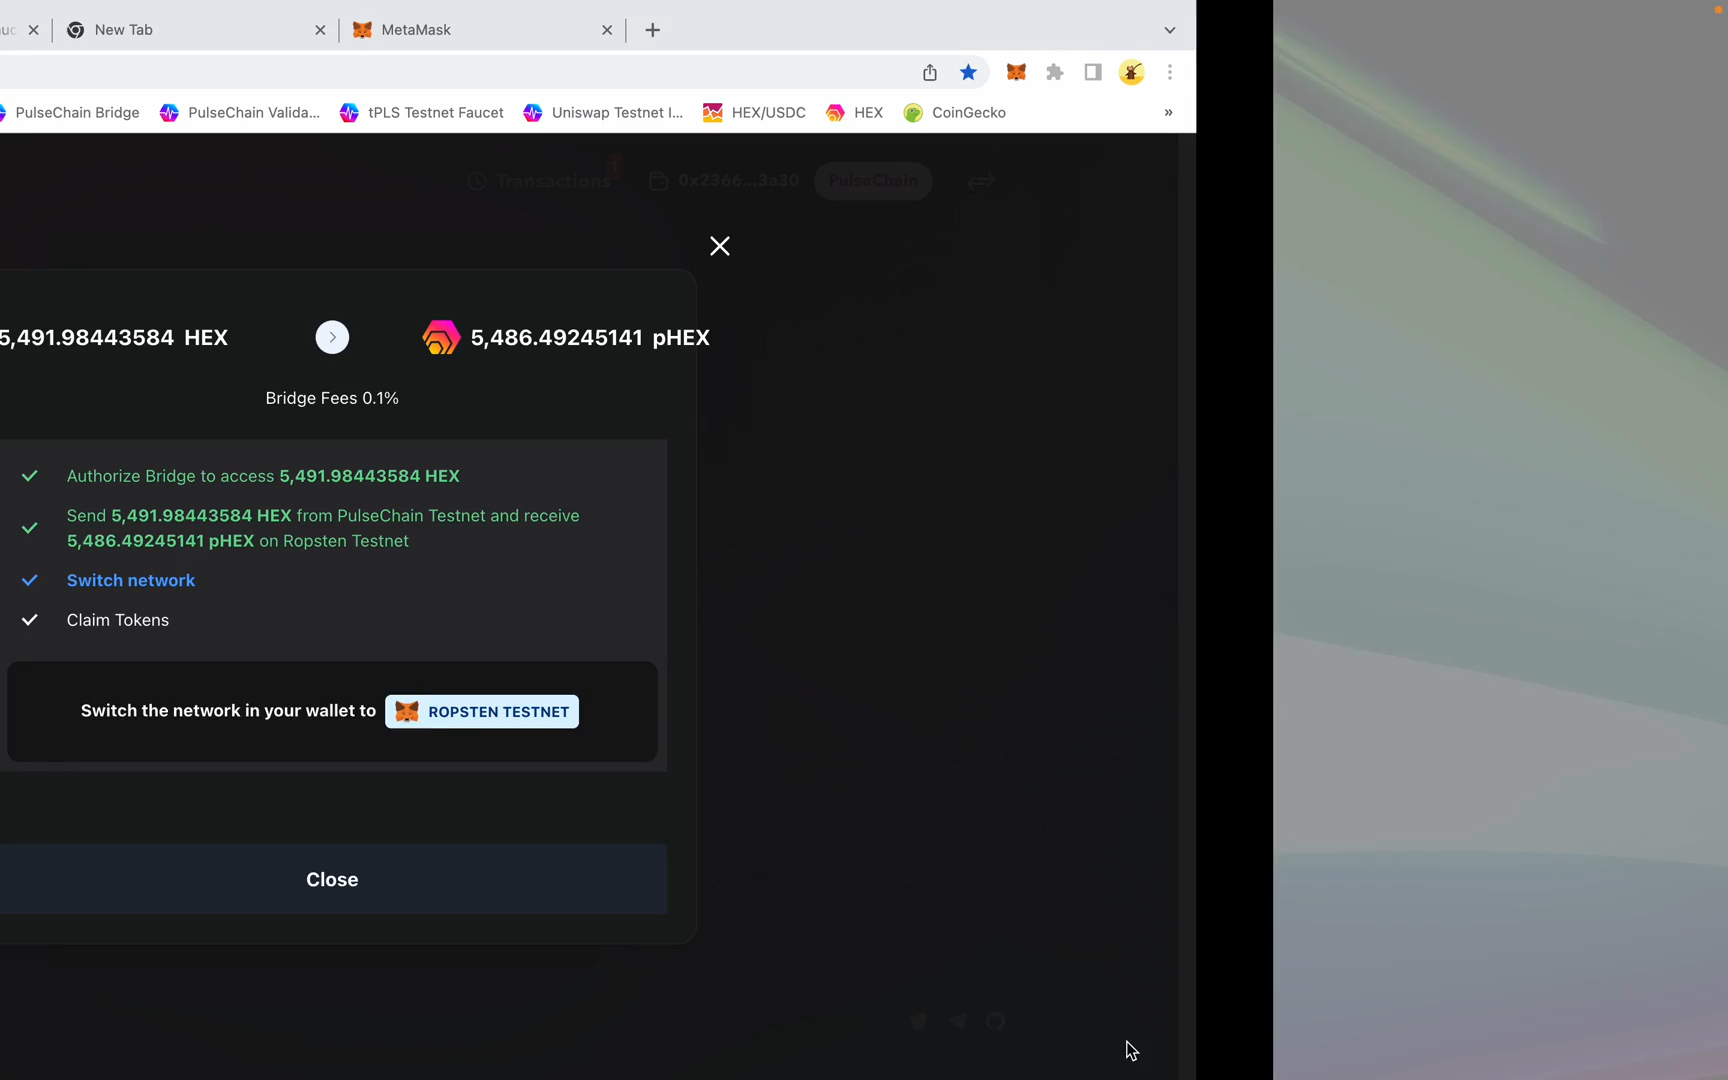 New Tab
MetaMask
PulseChain Bridge
PulseChain Valida...
tPLS Testnet Faucet
Uniswap Testnet I...
HEX/USDC
HEX
CoinGecko
»
Transactions
1
0x2366...3a30
PulseChain
5,491.98443584 HEX
5,486.49245141 pHEX
Bridge Fees 0.1%
Authorize Bridge to access 5,491.98443584 HEX
Send 5,491.98443584 HEX from PulseChain Testnet and receive
5,486.49245141 pHEX on Ropsten Testnet
Switch network
Claim Tokens
Switch the network in your wallet to
ROPSTEN TESTNET
Close